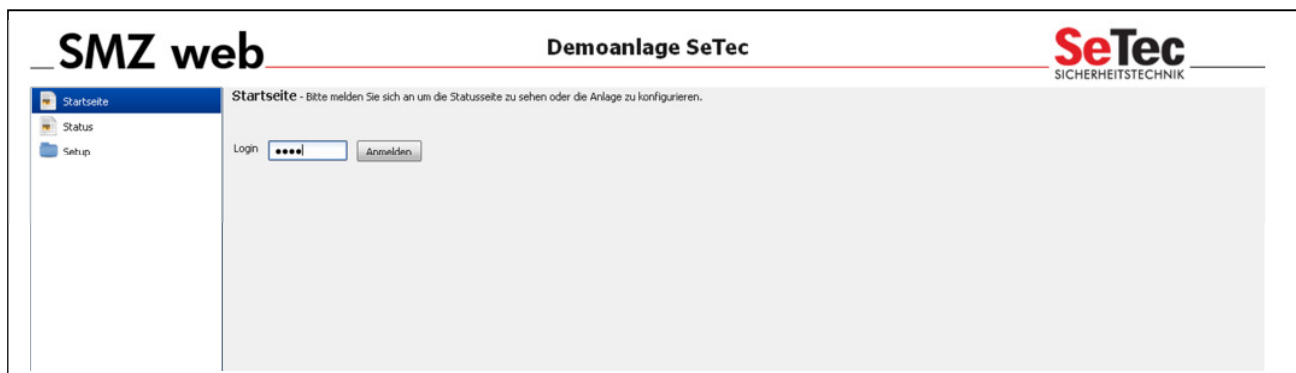 _SMZ web
Demoanlage SeTec
SeTec
SICHERHEITSTECHNIK
Startseite
Status
Setup
Startseite - Bitte melden Sie sich an um die Statusseite zu sehen oder die Anlage zu konfigurieren.
Login ●●●● Anmelden